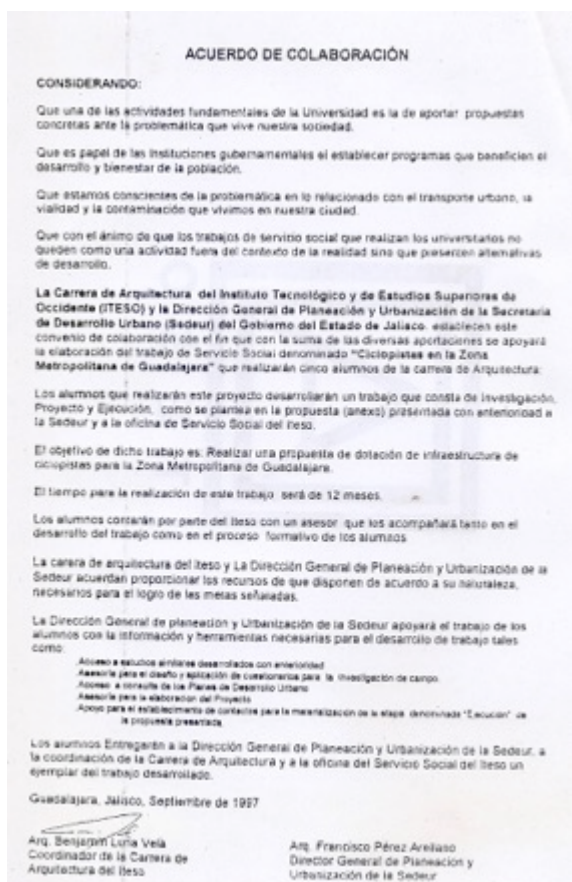 ACUERDO DE COLABORACIÓN
CONSIDERANDO:
Que una de las actividades fundamentales de la Universidad es la de aportar propuestas
concretas ante la problemática que vive nuestra sociedad.
Que es papel de las Instituciones gubernamentales el establecer programas que beneficien el
desarrollo y bienestar de la población.
Que estamos conscientes de la problemática en lo relacionado con el transporte urbano, la
vialidad y la contaminación que vivimos en nuestra ciudad.
Que con el ánimo de que los trabajos de servicio social que realizan los universitarios no
queden como una actividad fuera del contexto de la realidad sino que presenten alternativas
de desarrollo.
La Carrera de Arquitectura del Instituto Tecnológico y de Estudios Superiores de
Occidente (ITESO) y la Dirección General de Planeación y Urbanización de la Secretaria
de Desarrollo Urbano (Sedeur) del Gobierno del Estado de Jalisco, establecen este
convenio de colaboración con el fin que con la suma de las diversas aportaciones se apoyará
la elaboración del trabajo de Servicio Social denominado "Ciclopistas en la Zona
Metropolitana de Guadalajara" que realizarán cinco alumnos de la carrera de Arquitectura:
Los alumnos que realizarán este proyecto desarrollarán un trabajo que consta de Investigación,
Proyecto y Ejecución, como se plantea en la propuesta (anexo) presentada con anterioridad a
la Sedeur y a la oficina de Servicio Social del Iteso.
El objetivo de dicho trabajo es: Realizar una propuesta de dotación de infraestructura de
ciclopistas para la Zona Metropolitana de Guadalajara.
El tiempo para la realización de este trabajo será de 12 meses.
Los alumnos contarán por parte del Iteso con un asesor que los acompañará tanto en el
desarrollo del trabajo como en el proceso formativo de los alumnos
La carera de arquitectura del Iteso y La Dirección General de Planeación y Urbanización de la
Sedeur acuerdan proporcionar los recursos de que disponen de acuerdo a su naturaleza,
necesarios para el logro de las metas señaladas.
La Dirección General de planeación y Urbanización de la Sedeur apoyará el trabajo de los
alumnos con la información y herramientas necesarias para el desarrollo de trabajo tales
como:
.Acceso a estudios similares desarrollados con anterioridad
.Asesoría para el diseño y aplicación de cuestionarios para la investigación de campo.
.Acceso a consulta de los Planes de Desarrollo Urbano
.Asesoría para la elaboración del Proyecto
.Apoyo para el establecimiento de contactos para la materialización de la etapa denominada "Ejecución" de
la propuesta presentada
Los alumnos Entregarán a la Dirección General de Planeación y Urbanización de la Sedeur, a
la coordinación de la Carrera de Arquitectura y a la oficina del Servicio Social del Iteso un
ejemplar del trabajo desarrollado.
Guadalajara, Jalisco, Septiembre de 1997
Arq. Benjamín Luna Vela
Coordinador de la Carrera de
Arquitectura del Iteso
Arq. Francisco Pérez Arellano
Director General de Planeacion y
Urbanización de la Sedeur